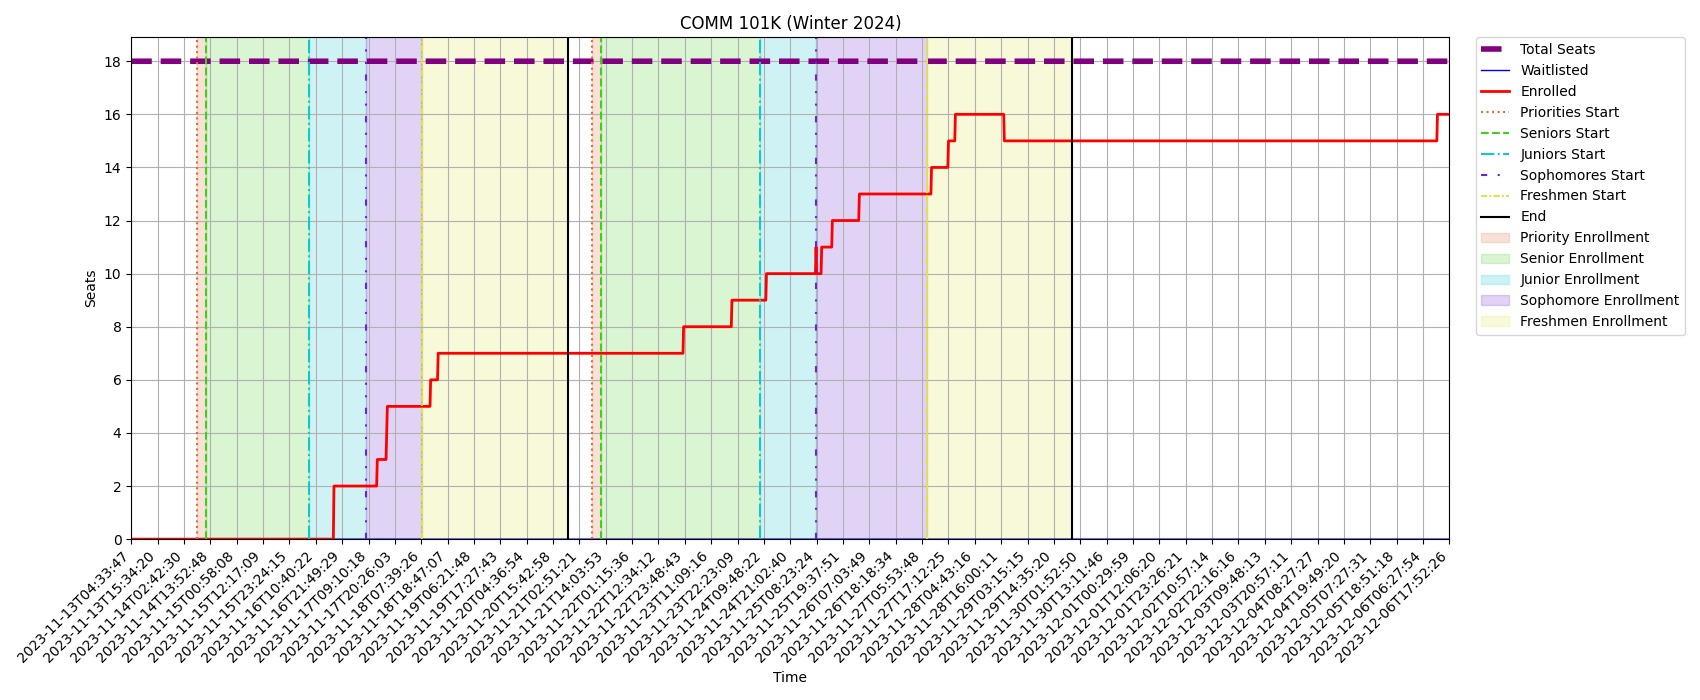 COMM 101K (Winter 2024)
Seats
18
16
14
12
10
8
6
4
2
0
2023-11-13T04:33:47
2023-11-13T15:34:20
2023-11-14T02:42:30
2023-11-14T13:52:48
2023-11-15T00:58:08
2023-11-15T12:17:09
2023-11-15T23:24:15
2023-11-16T10:40:22
2023-11-16T21:49:29
2023-11-17T09:10:18
2023-11-17T20:26:03
2023-11-18T07:39:26
2023-11-18T18:47:07
2023-11-19T06:21:48
2023-11-19T17:27:43
2023-11-20T04:36:54
2023-11-20T15:42:58
2023-11-21T02:51:21
2023-11-21T14:03:53
2023-11-22T01:15:36
2023-11-22T12:34:12
2023-11-22T23:48:43
2023-11-23T11:09:16
2023-11-23T22:23:09
2023-11-24T09:48:22
2023-11-24T21:02:40
2023-11-25T08:23:24
2023-11-25T19:37:51
2023-11-26T07:03:49
2023-11-26T18:18:34
2023-11-27T05:53:48
2023-11-27T17:12:25
2023-11-28T04:43:16
2023-11-28T16:00:11
2023-11-29T03:15:15
2023-11-29T14:35:20
2023-11-30T01:52:50
2023-11-30T13:11:46
2023-12-01T00:29:59
2023-12-01T12:06:20
2023-12-01T23:26:21
2023-12-02T10:57:14
2023-12-02T22:16:16
2023-12-03T09:48:13
2023-12-03T20:57:11
2023-12-04T08:27:27
2023-12-04T19:49:20
2023-12-05T07:27:31
2023-12-05T18:51:18
2023-12-06T06:27:54
2023-12-06T17:52:26
Time
Total Seats
Waitlisted
Enrolled
Priorities Start
Seniors Start
Juniors Start
Sophomores Start
Freshmen Start
End
Priority Enrollment
Senior Enrollment
Junior Enrollment
Sophomore Enrollment
Freshmen Enrollment